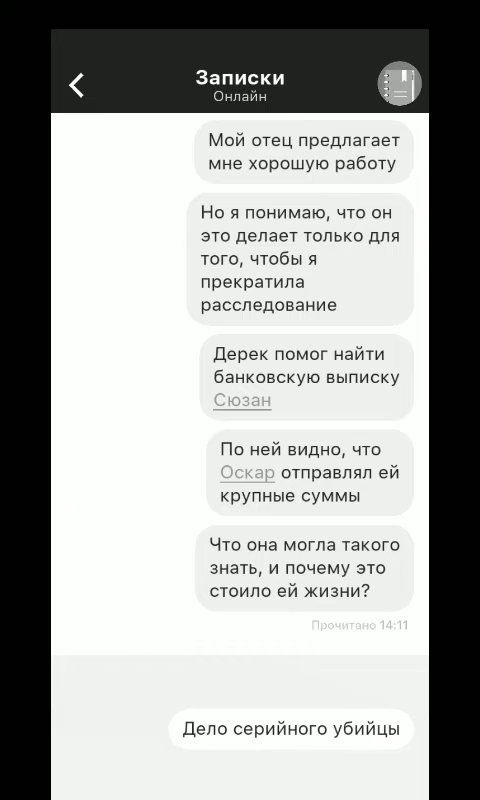 Записки
Онлайн
Мой отец предлагает
мне хорошую работу
Но я понимаю, что он
это делает только для
того, чтобы я
прекратила
расследование
Дерек помог найти
банковскую выписку
Сюзан
По ней видно, что
Оскар отправлял ей
крупные суммы
Что она могла такого
знать, и почему это
стоило ей жизни?
Прочитано 14:11
Дело серийного убийцы